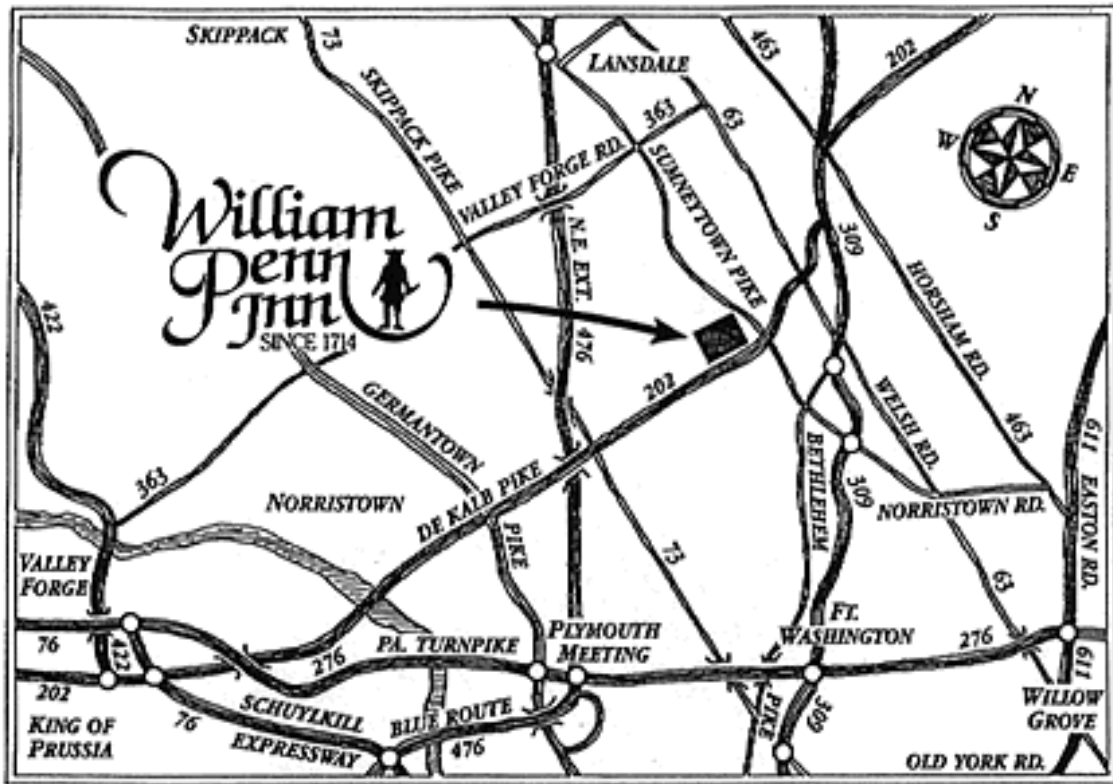 SKIPPACK
73
463
202
LANSDALE
SKIPPACK PIKE
363
63
N
W
E
S
VALLEY FORGE RD.
SUMNEYTOWN PIKE
William
Penn
Inn
SINCE 1714
N.E. EXT.
476
309
HORSHAM RD.
422
202
GERMANTOWN
PIKE
WELSH RD.
463
611
EASTON RD.
363
NORRISTOWN
DE KALB PIKE
BETHLEHEM
PIKE
309
NORRISTOWN RD.
VALLEY
FORGE
73
63
76
422
276
PA. TURNPIKE
PLYMOUTH
MEETING
FT.
WASHINGTON
276
611
202
76
SCHUYLKILL
EXPRESSWAY
BLUE ROUTE
476
309
WILLOW
GROVE
KING OF
PRUSSIA
OLD YORK RD.